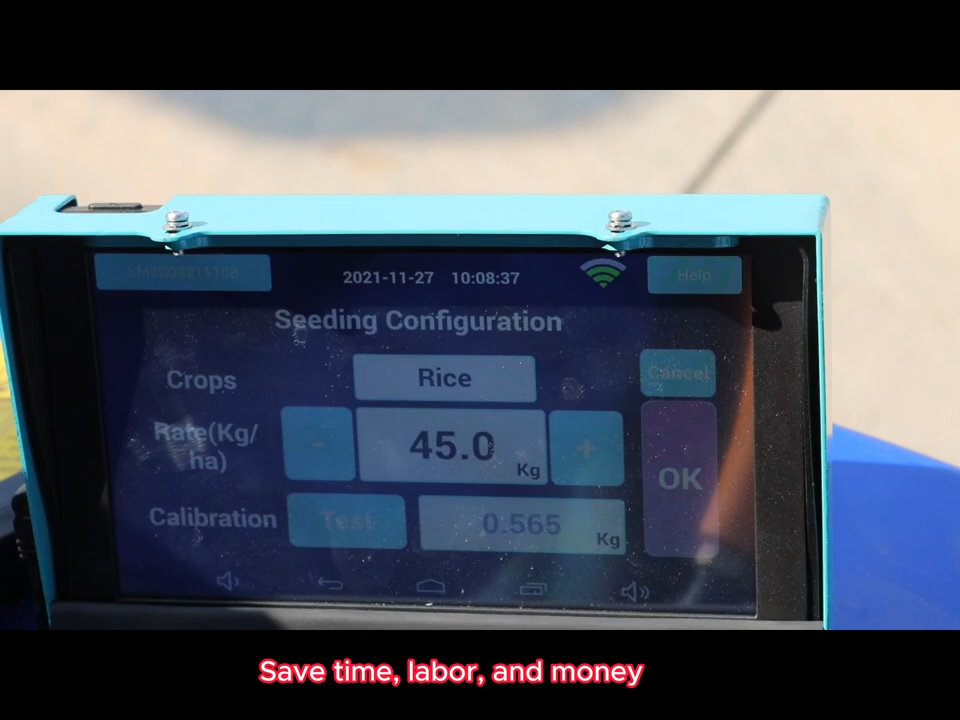 2021-11-27 10:08:37
Help
Seeding Configuration
Crops
Rice
Cancel
Rate(Kg/
ha)
-
45.0
Kg
+
OK
Calibration
Test
0.565
Kg
Save time, labor, and money